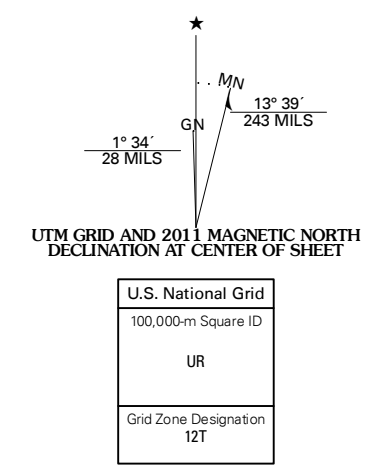 ★
MN
13° 39´
243 MILS
GN
1° 34´
28 MILS
UTM GRID AND 2011 MAGNETIC NORTH
DECLINATION AT CENTER OF SHEET
U.S. National Grid
100,000-m Square ID
UR
Grid Zone Designation
12T